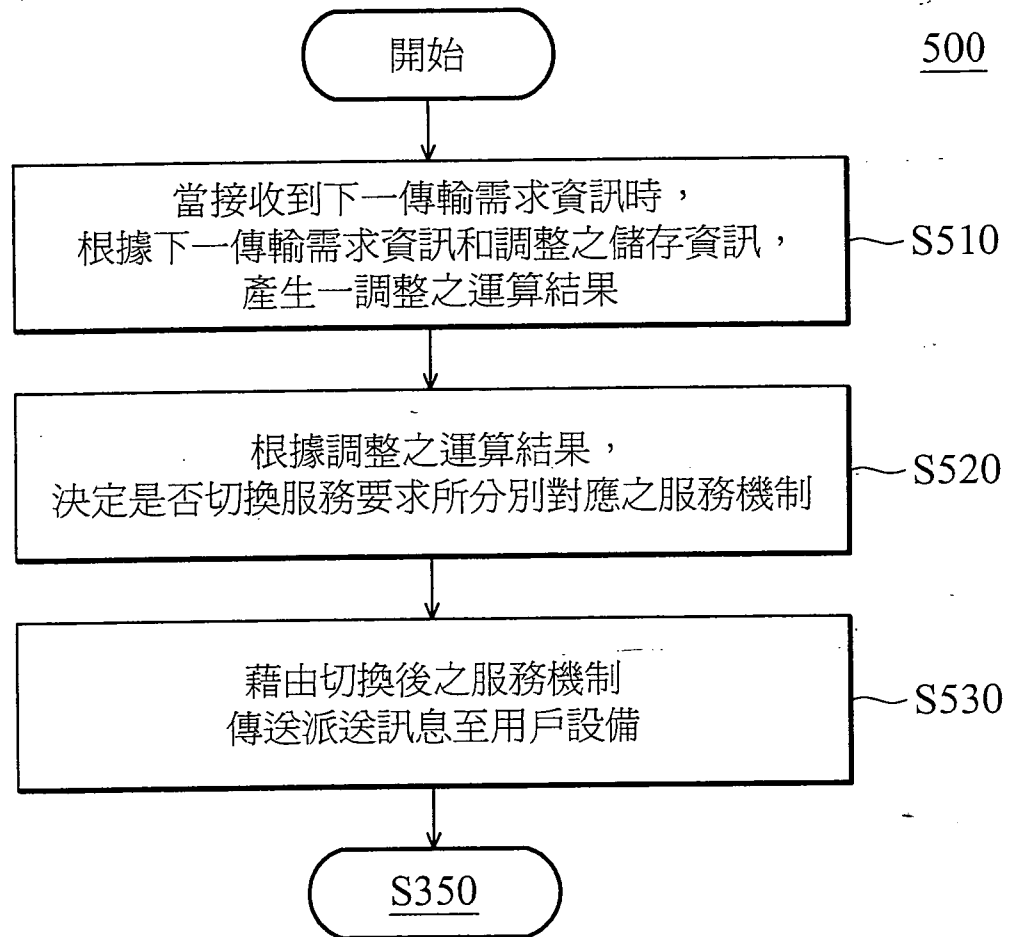 開始
500
當接收到下一傳輸需求資訊時，
根據下一傳輸需求資訊和調整之儲存資訊，
產生一調整之運算結果
S510
根據調整之運算結果，
決定是否切換服務要求所分別對應之服務機制
S520
藉由切換後之服務機制
傳送派送訊息至用戶設備
S530
S350